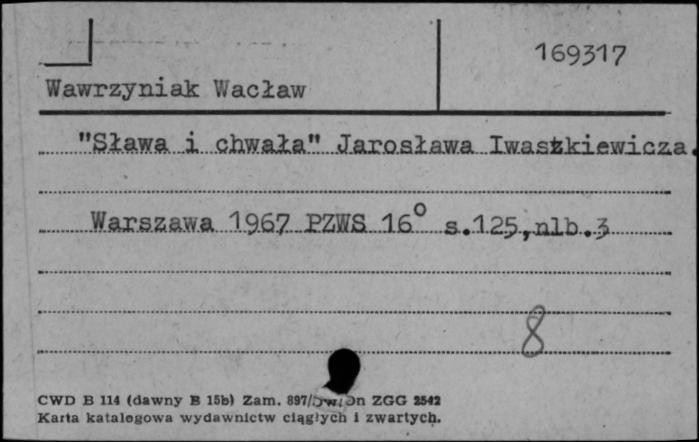 169317
Wawrzyniak Wacław
"Sława i chwała" Jarosława Iwaszkiewicza.
Warszawa 1967 PZWS 16° s.125,nlb.3
8
CWD B 114 (dawny B 15b) Zam. 897/ ZGG 2542
Karta katalogowa wydawnictw ciągłych i zwartych.